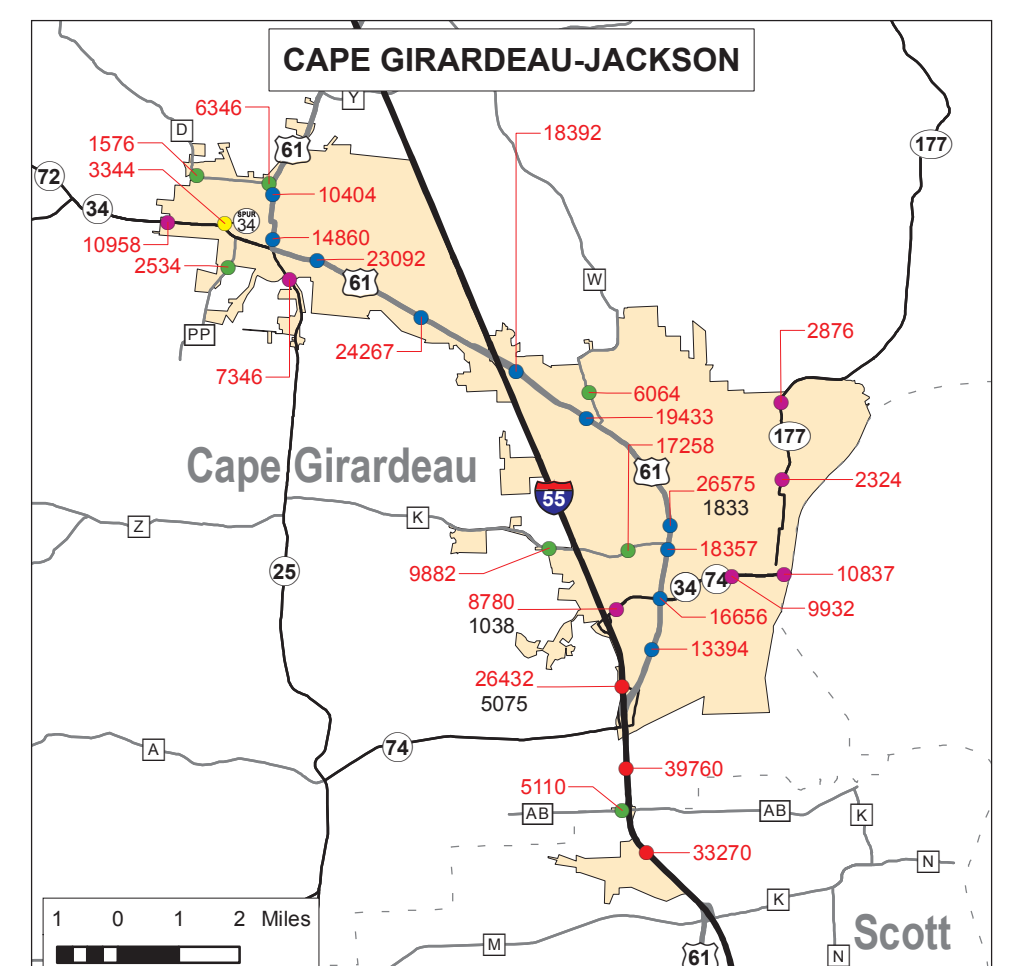 CAPE GIRARDEAU-JACKSON
Y
6346
D
61
18392
1576
177
3344
72
10404
34
SPUR
34
14860
10958
23092
2534
61
W
PP
2876
24267
7346
6064
19433
177
17258
Cape Girardeau
61
26575
2324
1833
55
K
Z
18357
9882
25
10837
34
74
8780
9932
1038
16656
13394
26432
5075
74
A
39760
5110
AB
AB
K
33270
N
K
1 0 1 2 Miles
Scott
M
61
N